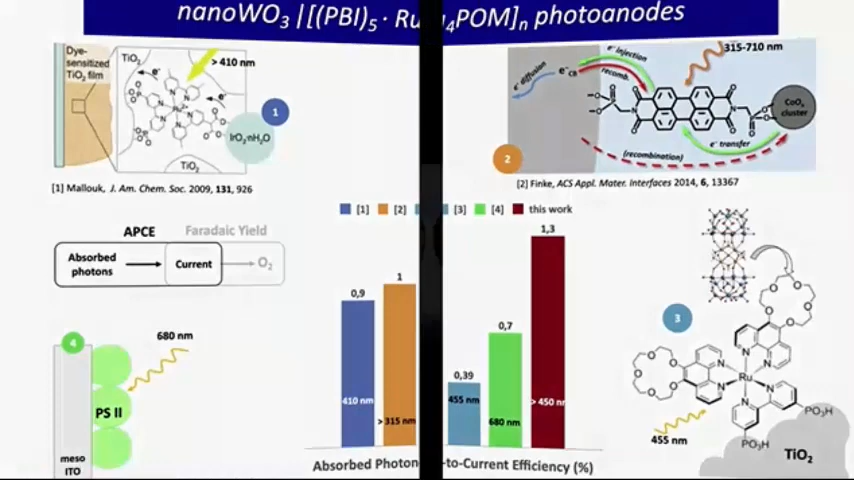 nanoWO3 |[(PBI)5 · Ru 4POM]n photoanodes
Dye-
sensitized
TiO2 film
TiO2
> 410 nm
e-
e-
Ru2+
1
IrO2·nH2O
TiO2
[1] Mallouk, J. Am. Chem. Soc. 2009, 131, 926
e- injection
315-710 nm
e- diffusion
e-CB
recomb.
CoOx
cluster
e- transfer
2
(recombination)
[2] Finke, ACS Appl. Mater. Interfaces 2014, 6, 13367
APCE
Faradaic Yield
Absorbed
photons
Current
O2
[1]
[2]
[3]
[4]
this work
0,9
1
0,39
0,7
1,3
410 nm
> 315 nm
455 nm
680 nm
> 450 n
Absorbed Photon -to-Current Efficiency (%)
4
680 nm
PS II
meso
ITO
3
Ru
455 nm
PO3H
PO3H
TiO2